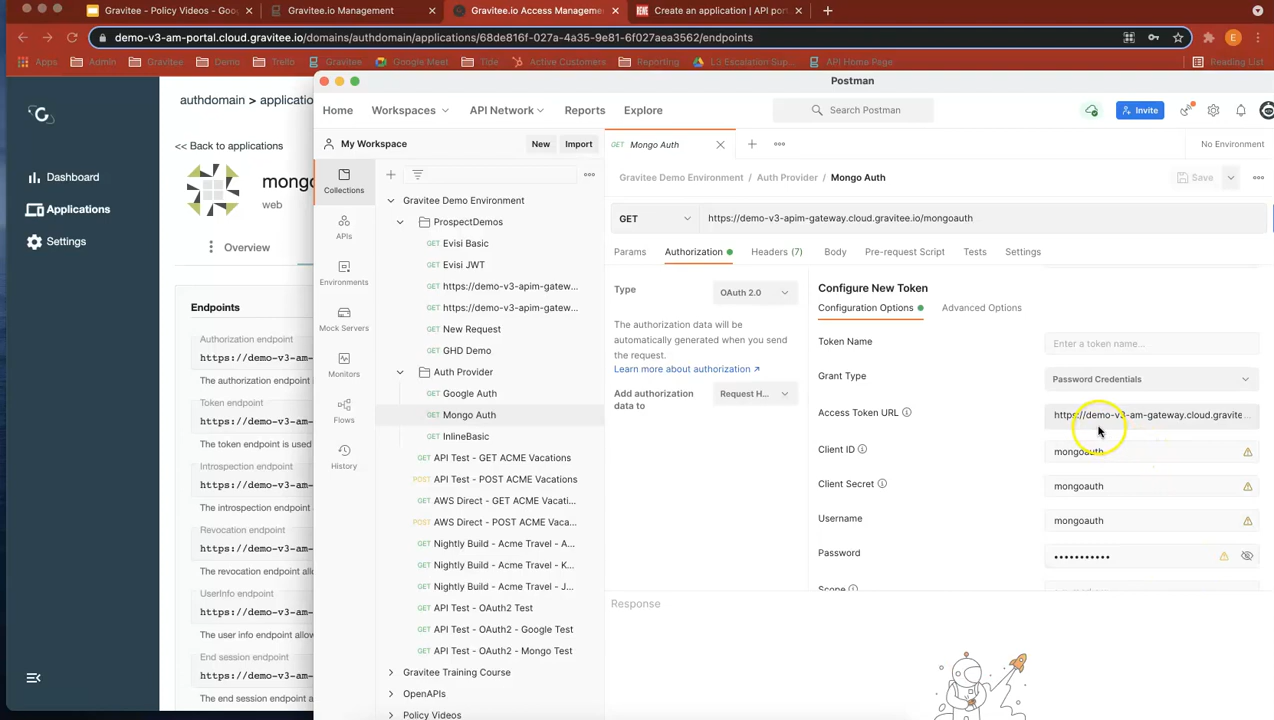 Gravitee - Policy Videos - Goo
Gravitee.io Management
Gravitee.io Access Managemen
Create an application | API port
demo-v3-am-portal.cloud.gravitee.io/domains/authdomain/applications/68de816f-027a-4a35-9e81-6f027aea3562/endpoints
Apps
Admin
Gravitee
Demo
Trello
Gravitee
Google Meet
Tide
Active Customers
Reporting
L3 Escalation Sup...
API Home Page
Reading List
Postman
authdomain > application
<< Back to applications
mongo
web
Overview
Dashboard
Applications
Settings
Endpoints
Authorization endpoint
https://demo-v3-am-
The authorization endpoint i
Token endpoint
https://demo-v3-am-
The token endpoint is used
Introspection endpoint
https://demo-v3-am-
The introspection endpoint
Revocation endpoint
https://demo-v3-am-
The revocation endpoint allo
UserInfo endpoint
https://demo-v3-am-
The user info endpoint allow
End session endpoint
https://demo-v3-am-
The end session endpoint a
Home
Workspaces
API Network
Reports
Explore
Search Postman
Invite
My Workspace
New
Import
GET Mongo Auth
No Environment
Collections
APIs
Environments
Mock Servers
Monitors
Flows
History
Gravitee Demo Environment
ProspectDemos
GET Evisi Basic
GET Evisi JWT
GET https://demo-v3-apim-gatew...
GET https://demo-v3-apim-gatew...
GET New Request
GET GHD Demo
Auth Provider
GET Google Auth
GET Mongo Auth
GET InlineBasic
GET API Test - GET ACME Vacations
POST API Test - POST ACME Vacations
GET AWS Direct - GET ACME Vacati...
POST AWS Direct - POST ACME Vaca...
GET Nightly Build - Acme Travel - A...
GET Nightly Build - Acme Travel - K...
GET Nightly Build - Acme Travel - J...
GET API Test - OAuth2 Test
GET API Test - OAuth2 - Google Test
GET API Test - OAuth2 - Mongo Test
Gravitee Training Course
OpenAPIs
Policy Videos
Gravitee Demo Environment / Auth Provider / Mongo Auth
Save
GET
https://demo-v3-apim-gateway.cloud.gravitee.io/mongoauth
Params
Authorization
Headers (7)
Body
Pre-request Script
Tests
Settings
Type
OAuth 2.0
The authorization data will be
automatically generated when you send
the request.
Learn more about authorization ↗
Add authorization
data to
Request H...
Configure New Token
Configuration Options
Advanced Options
Token Name
Enter a token name...
Grant Type
Password Credentials
Access Token URL
https://demo-v3-am-gateway.cloud.gravite...
Client ID
mongoauth
Client Secret
mongoauth
Username
mongoauth
Password
•••••••••••
Scope
Response